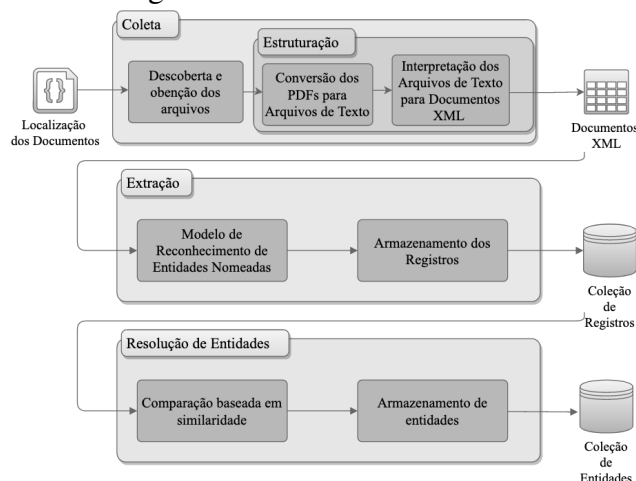 Coleta
Estruturação
Descoberta e
obenção dos
arquivos
Conversão dos
PDFs para
Arquivos de Texto
Interpretação dos
Arquivos de Texto
para Documentos
XML
Localização
dos Documentos
Documentos
XML
Extração
Modelo de
Reconhecimento de
Entidades Nomeadas
Armazenamento dos
Registros
Coleção
de
Registros
Resolução de Entidades
Comparação baseada em
similaridade
Armazenamento de
entidades
Coleção
de
Entidades